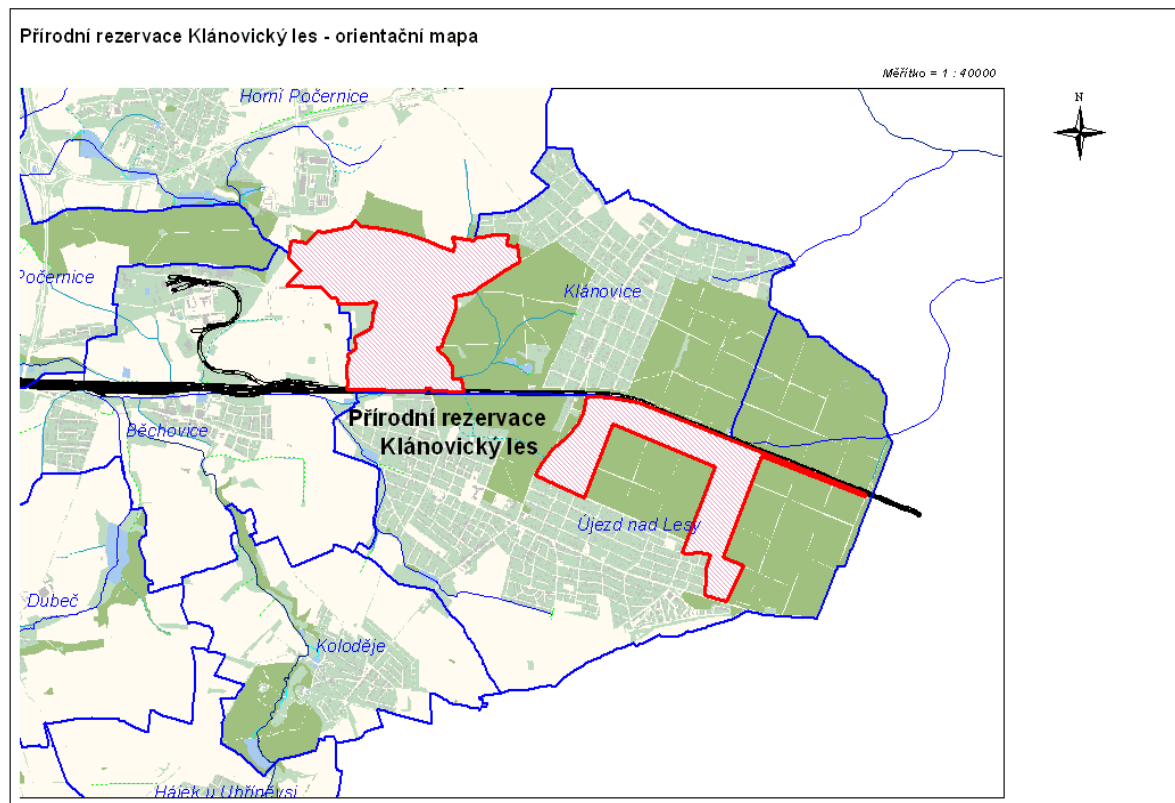 Přírodní rezervace Klánovický les - orientační mapa
Měřítko = 1 : 40000
N
Horní Počernice
Počernice
Klánovice
Přírodní rezervace
Klánovický les
Běchovice
Újezd nad Lesy
Dubeč
Koloděje
Hájek u Uhříněvsi